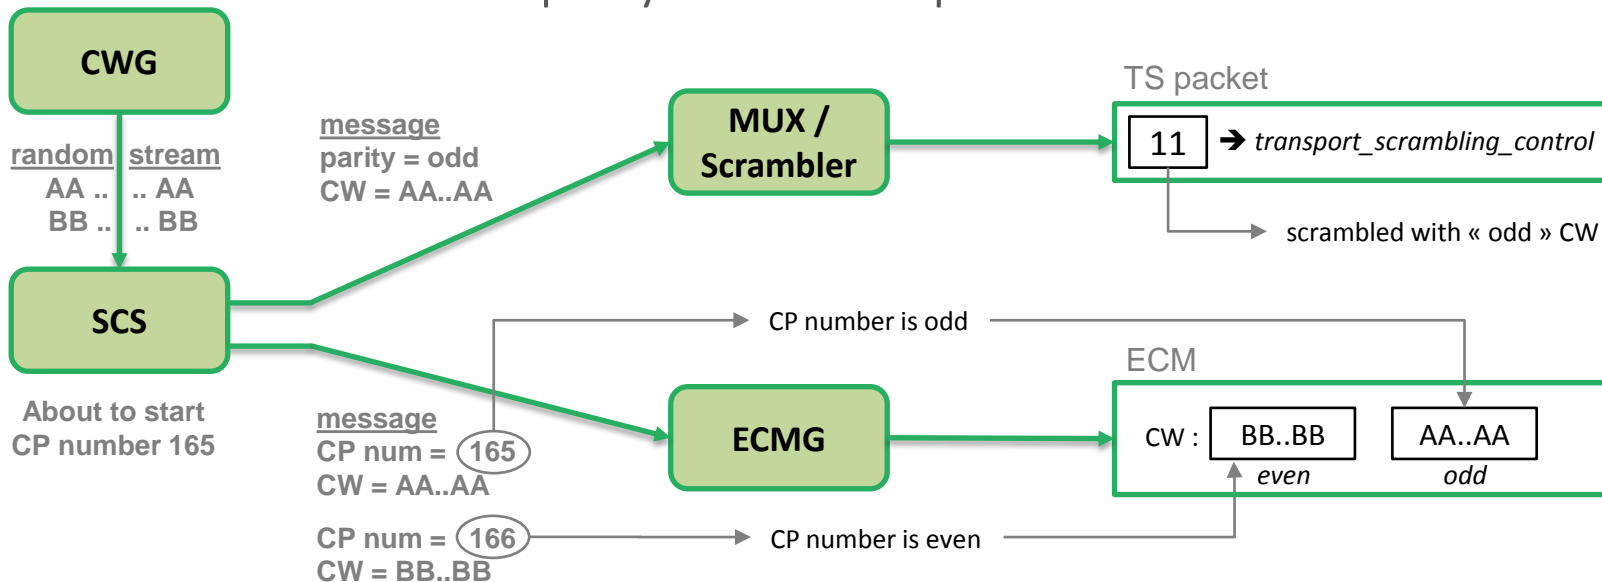 CWG
random stream
AA .. .. AA
BB .. .. BB
SCS
About to start
CP number 165
message
parity = odd
CW = AA..AA
MUX /
Scrambler
TS packet
11 ➔ transport_scrambling_control
scrambled with « odd » CW
CP number is odd
message
CP num = 165
CW = AA..AA
CP num = 166
CW = BB..BB
ECMG
CP number is even
ECM
CW : BB..BB AA..AA
even odd